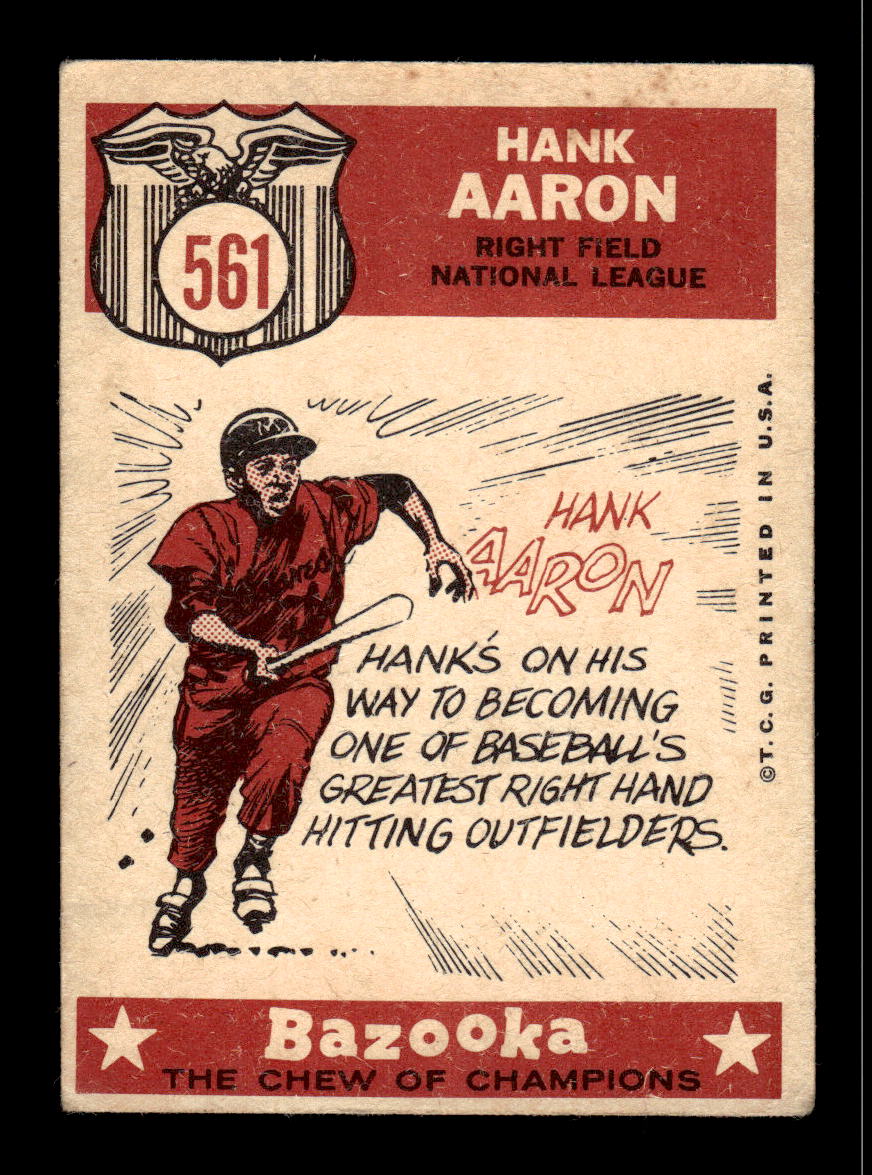 561
HANK
AARON
RIGHT FIELD
NATIONAL LEAGUE
M
Braves
HANK
AARON
HANK'S ON HIS
WAY TO BECOMING
ONE OF BASEBALL'S
GREATEST RIGHT HAND
HITTING OUTFIELDERS.
©T. C. G. PRINTED IN U.S.A.
Bazooka
THE CHEW OF CHAMPIONS